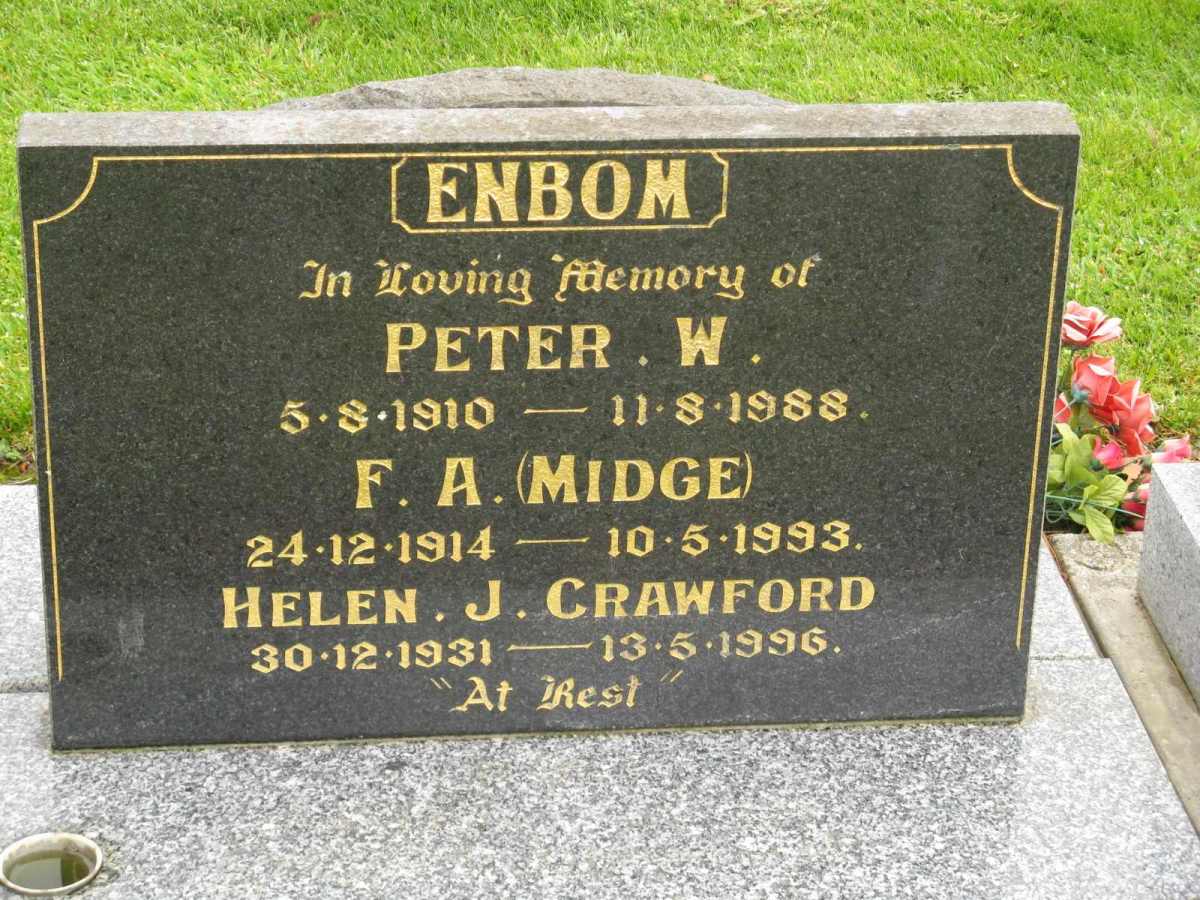 ENBOM
In Loving Memory of
PETER . W .
5·8·1910 — 11·8·1988.
F. A. (MIDGE)
24·12·1914 — 10·5·1993.
HELEN . J. CRAWFORD
30·12·1931 — 13·5·1996.
"At Rest"